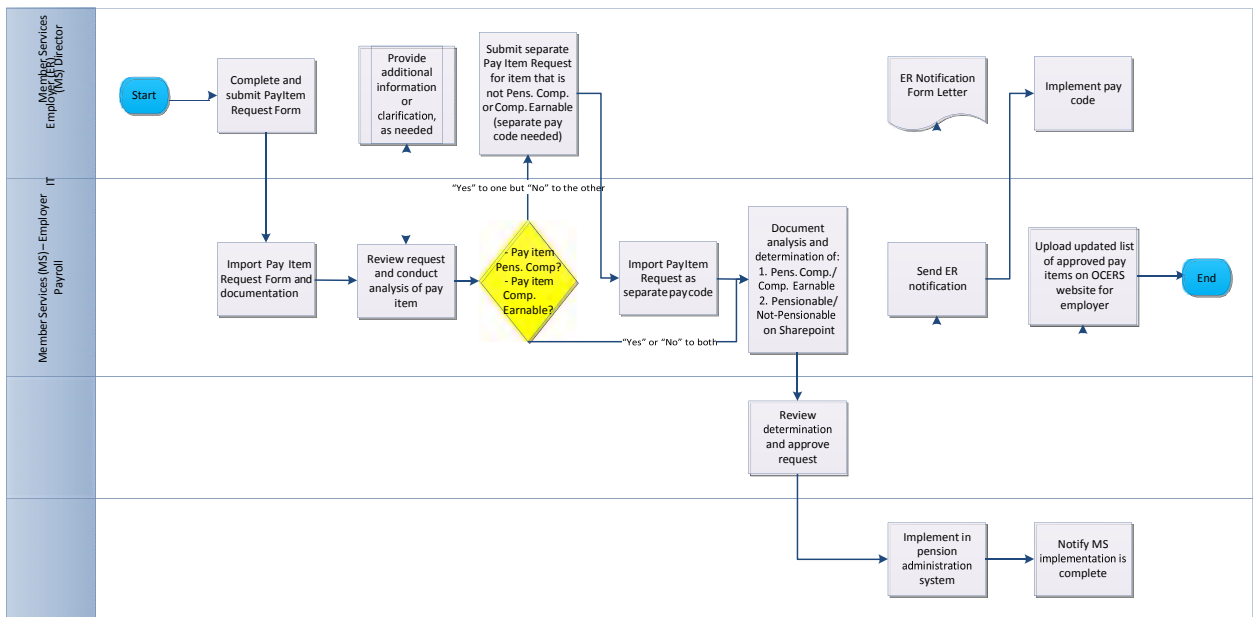 Member Services
(MS) Director
Employer (ER)
IT
Member Services (MS) – Employer
Payroll
Start
Complete and
submit PayItem
Request Form
Provide
additional
information
or
clarification,
as needed
Submit separate
Pay Item Request
for item that is
not Pens. Comp.
or Comp. Earnable
(separate pay
code needed)
ER Notification
Form Letter
Implement pay
code
"Yes" to one but "No" to the other
Import Pay Item
Request Form and
documentation
Review request
and conduct
analysis of pay
item
- Pay item
Pens. Comp?
- Pay item
Comp.
Earnable?
Import PayItem
Request as
separate pay code
"Yes" or "No" to both
Document
analysis and
determination of:
1. Pens. Comp./
Comp. Earnable
2. Pensionable/
Not-Pensionable
on Sharepoint
Send ER
notification
Upload updated list
of approved pay
items on OCERS
website for
employer
End
Review
determination
and approve
request
Implement in
pension
administration
system
Notify MS
implementation is
complete